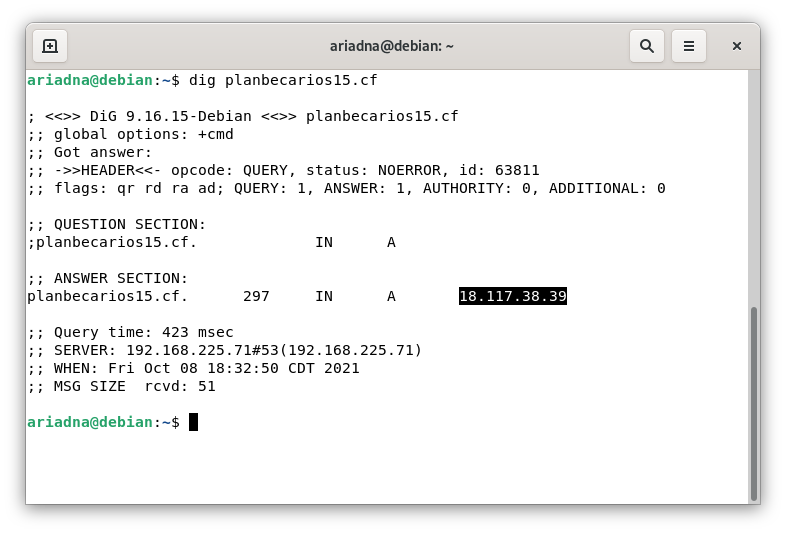 ariadna@debian: ~
ariadna@debian:~$ dig planbecarios15.cf
; <<>> DiG 9.16.15-Debian <<>> planbecarios15.cf
;; global options: +cmd
;; Got answer:
;; ->>HEADER<<- opcode: QUERY, status: NOERROR, id: 63811
;; flags: qr rd ra ad; QUERY: 1, ANSWER: 1, AUTHORITY: 0, ADDITIONAL: 0
;; QUESTION SECTION:
;planbecarios15.cf.             IN      A
;; ANSWER SECTION:
planbecarios15.cf.      297     IN      A       18.117.38.39
;; Query time: 423 msec
;; SERVER: 192.168.225.71#53(192.168.225.71)
;; WHEN: Fri Oct 08 18:32:50 CDT 2021
;; MSG SIZE  rcvd: 51
ariadna@debian:~$